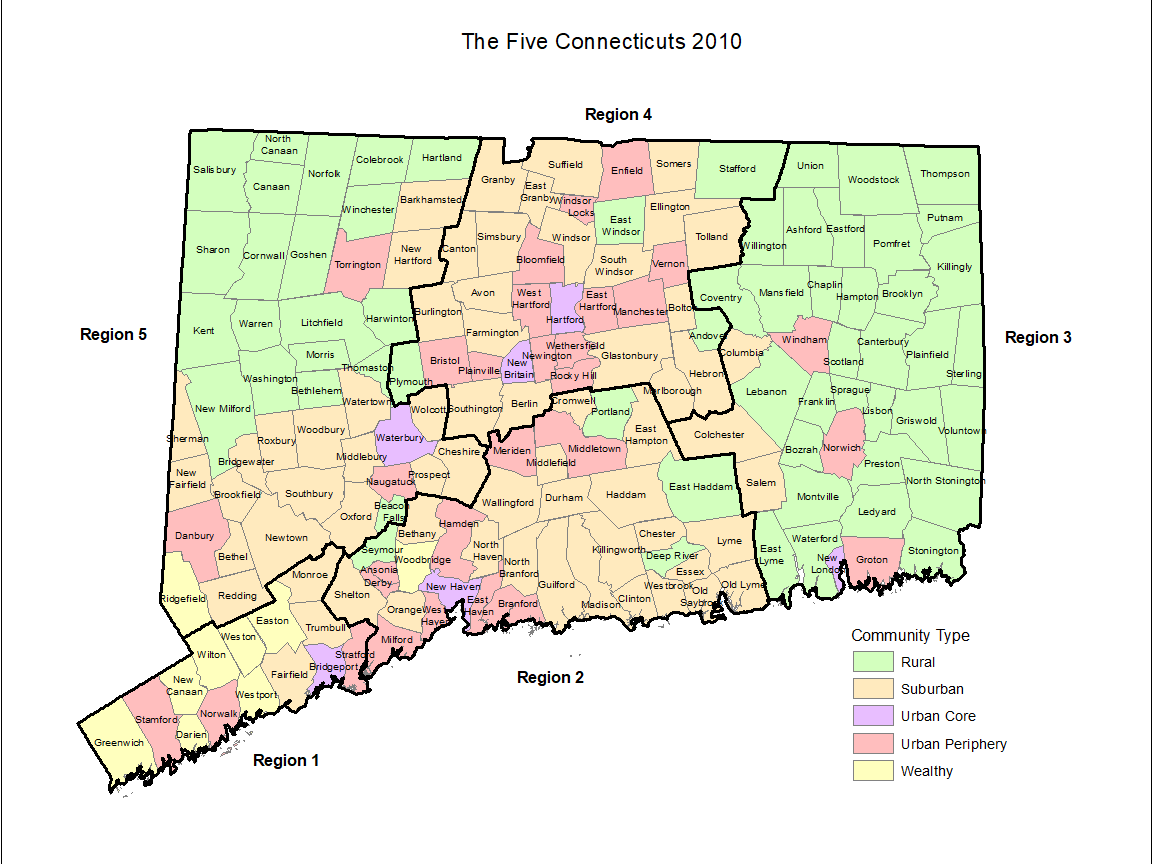 The Five Connecticuts 2010
Region 4
North
Canaan
Colebrook
Hartland
Salisbury
Norfolk
Canaan
Winchester
Barkhamsted
Granby
Suffield
Enfield
Somers
Stafford
Union
Woodstock
Thompson
East
Granby
Windsor
Locks
East
Windsor
Ellington
Putnam
Sharon
Cornwall
Goshen
Torrington
New
Hartford
Canton
Simsbury
Windsor
Tolland
Willington
Ashford
Eastford
Pomfret
Bloomfield
South
Windsor
Vernon
Killingly
Avon
West
Hartford
Hartford
East
Hartford
Manchester
Bolton
Coventry
Mansfield
Chaplin
Hampton
Brooklyn
Region 5
Kent
Warren
Litchfield
Harwinton
Burlington
Farmington
Region 3
Morris
Thomaston
Plymouth
Bristol
Plainville
New
Britain
Newington
Wethersfield
Rocky Hill
Glastonbury
Andover
Hebron
Columbia
Windham
Scotland
Canterbury
Plainfield
Sterling
Washington
Bethlehem
Watertown
Wolcott
Southington
Berlin
Cromwell
Portland
Marlborough
Lebanon
Franklin
Sprague
Lisbon
Griswold
Voluntown
New Milford
Sherman
Roxbury
Woodbury
Waterbury
Middlebury
Cheshire
Meriden
Middlefield
Middletown
East
Hampton
Colchester
Bozrah
Norwich
Preston
Bridgewater
New
Fairfield
Brookfield
Southbury
Naugatuck
Prospect
Wallingford
Durham
Haddam
East Haddam
Salem
Montville
North Stonington
Ledyard
Danbury
Bethel
Newtown
Oxford
Beacon
Falls
Bethany
Hamden
Seymour
Woodbridge
North
Haven
North
Branford
Killingworth
Chester
Deep River
Essex
Lyme
East
Lyme
Waterford
New
London
Groton
Stonington
Ridgefield
Redding
Monroe
Ansonia
Derby
Shelton
New Haven
East
Haven
Branford
Guilford
Madison
Clinton
Westbrook
Old
Saybrook
Old Lyme
Easton
Trumbull
Orange
West
Haven
Milford
Stratford
Weston
Wilton
Fairfield
Bridgeport
New
Canaan
Westport
Norwalk
Stamford
Darien
Greenwich
Region 2
Region 1
Community Type
Rural
Suburban
Urban Core
Urban Periphery
Wealthy